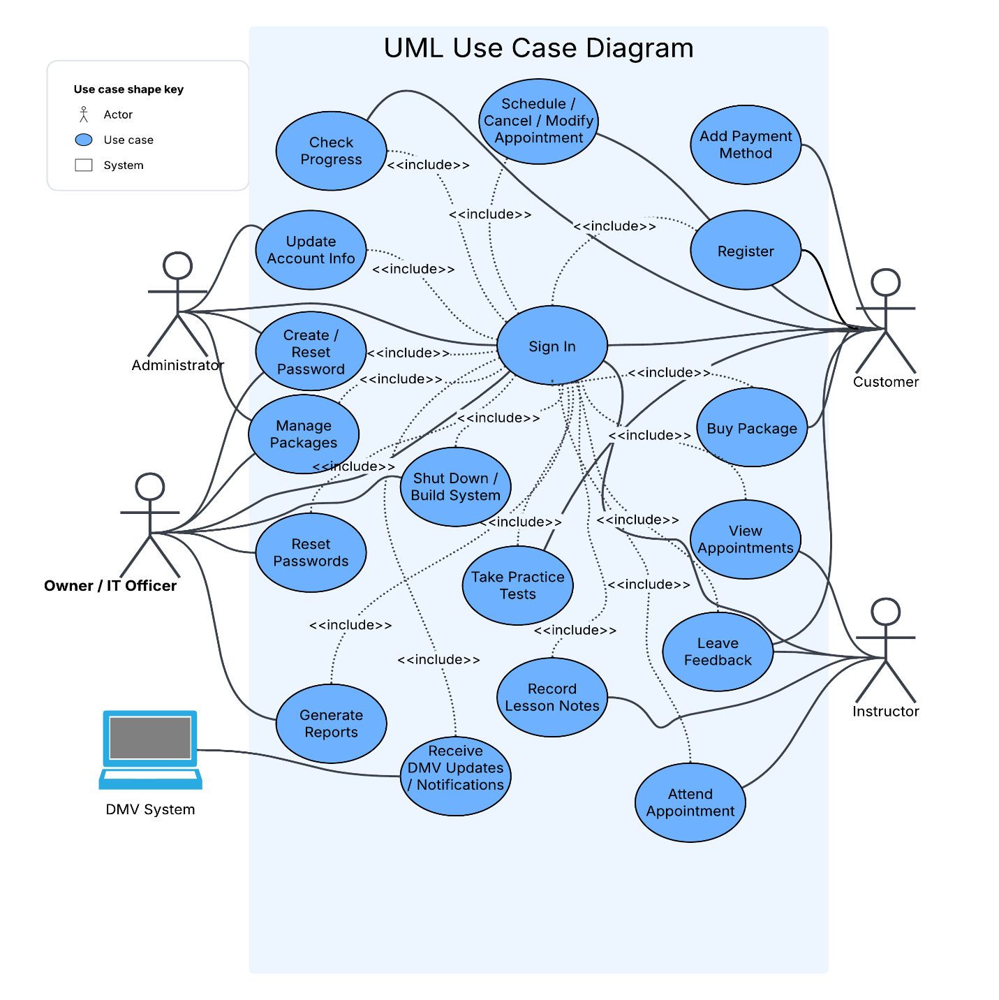 UML Use Case Diagram
Use case shape key
Actor
Use case
System
Schedule /
Cancel / Modify
Appointment
Check
Progress
Add Payment
Method
<<include>>
<<include>>
<<include>>
Update
Account Info
Register
<<include>>
Create /
Reset
Password
Sign In
<<include>>
Administrator
<<include>>
<<include>>
Customer
Manage
Packages
<<include>>
Buy Package
<<include>>
<<include>>
Shut Down /
Build System
<<include>>
<<include>>
View
Appointments
Reset
Passwords
Owner / IT Officer
Take Practice
Tests
<<include>>
<<include>>
<<include>>
Leave
Feedback
<<include>>
Record
Lesson Notes
Instructor
Generate
Reports
Receive
DMV Updates
/ Notifications
DMV System
Attend
Appointment